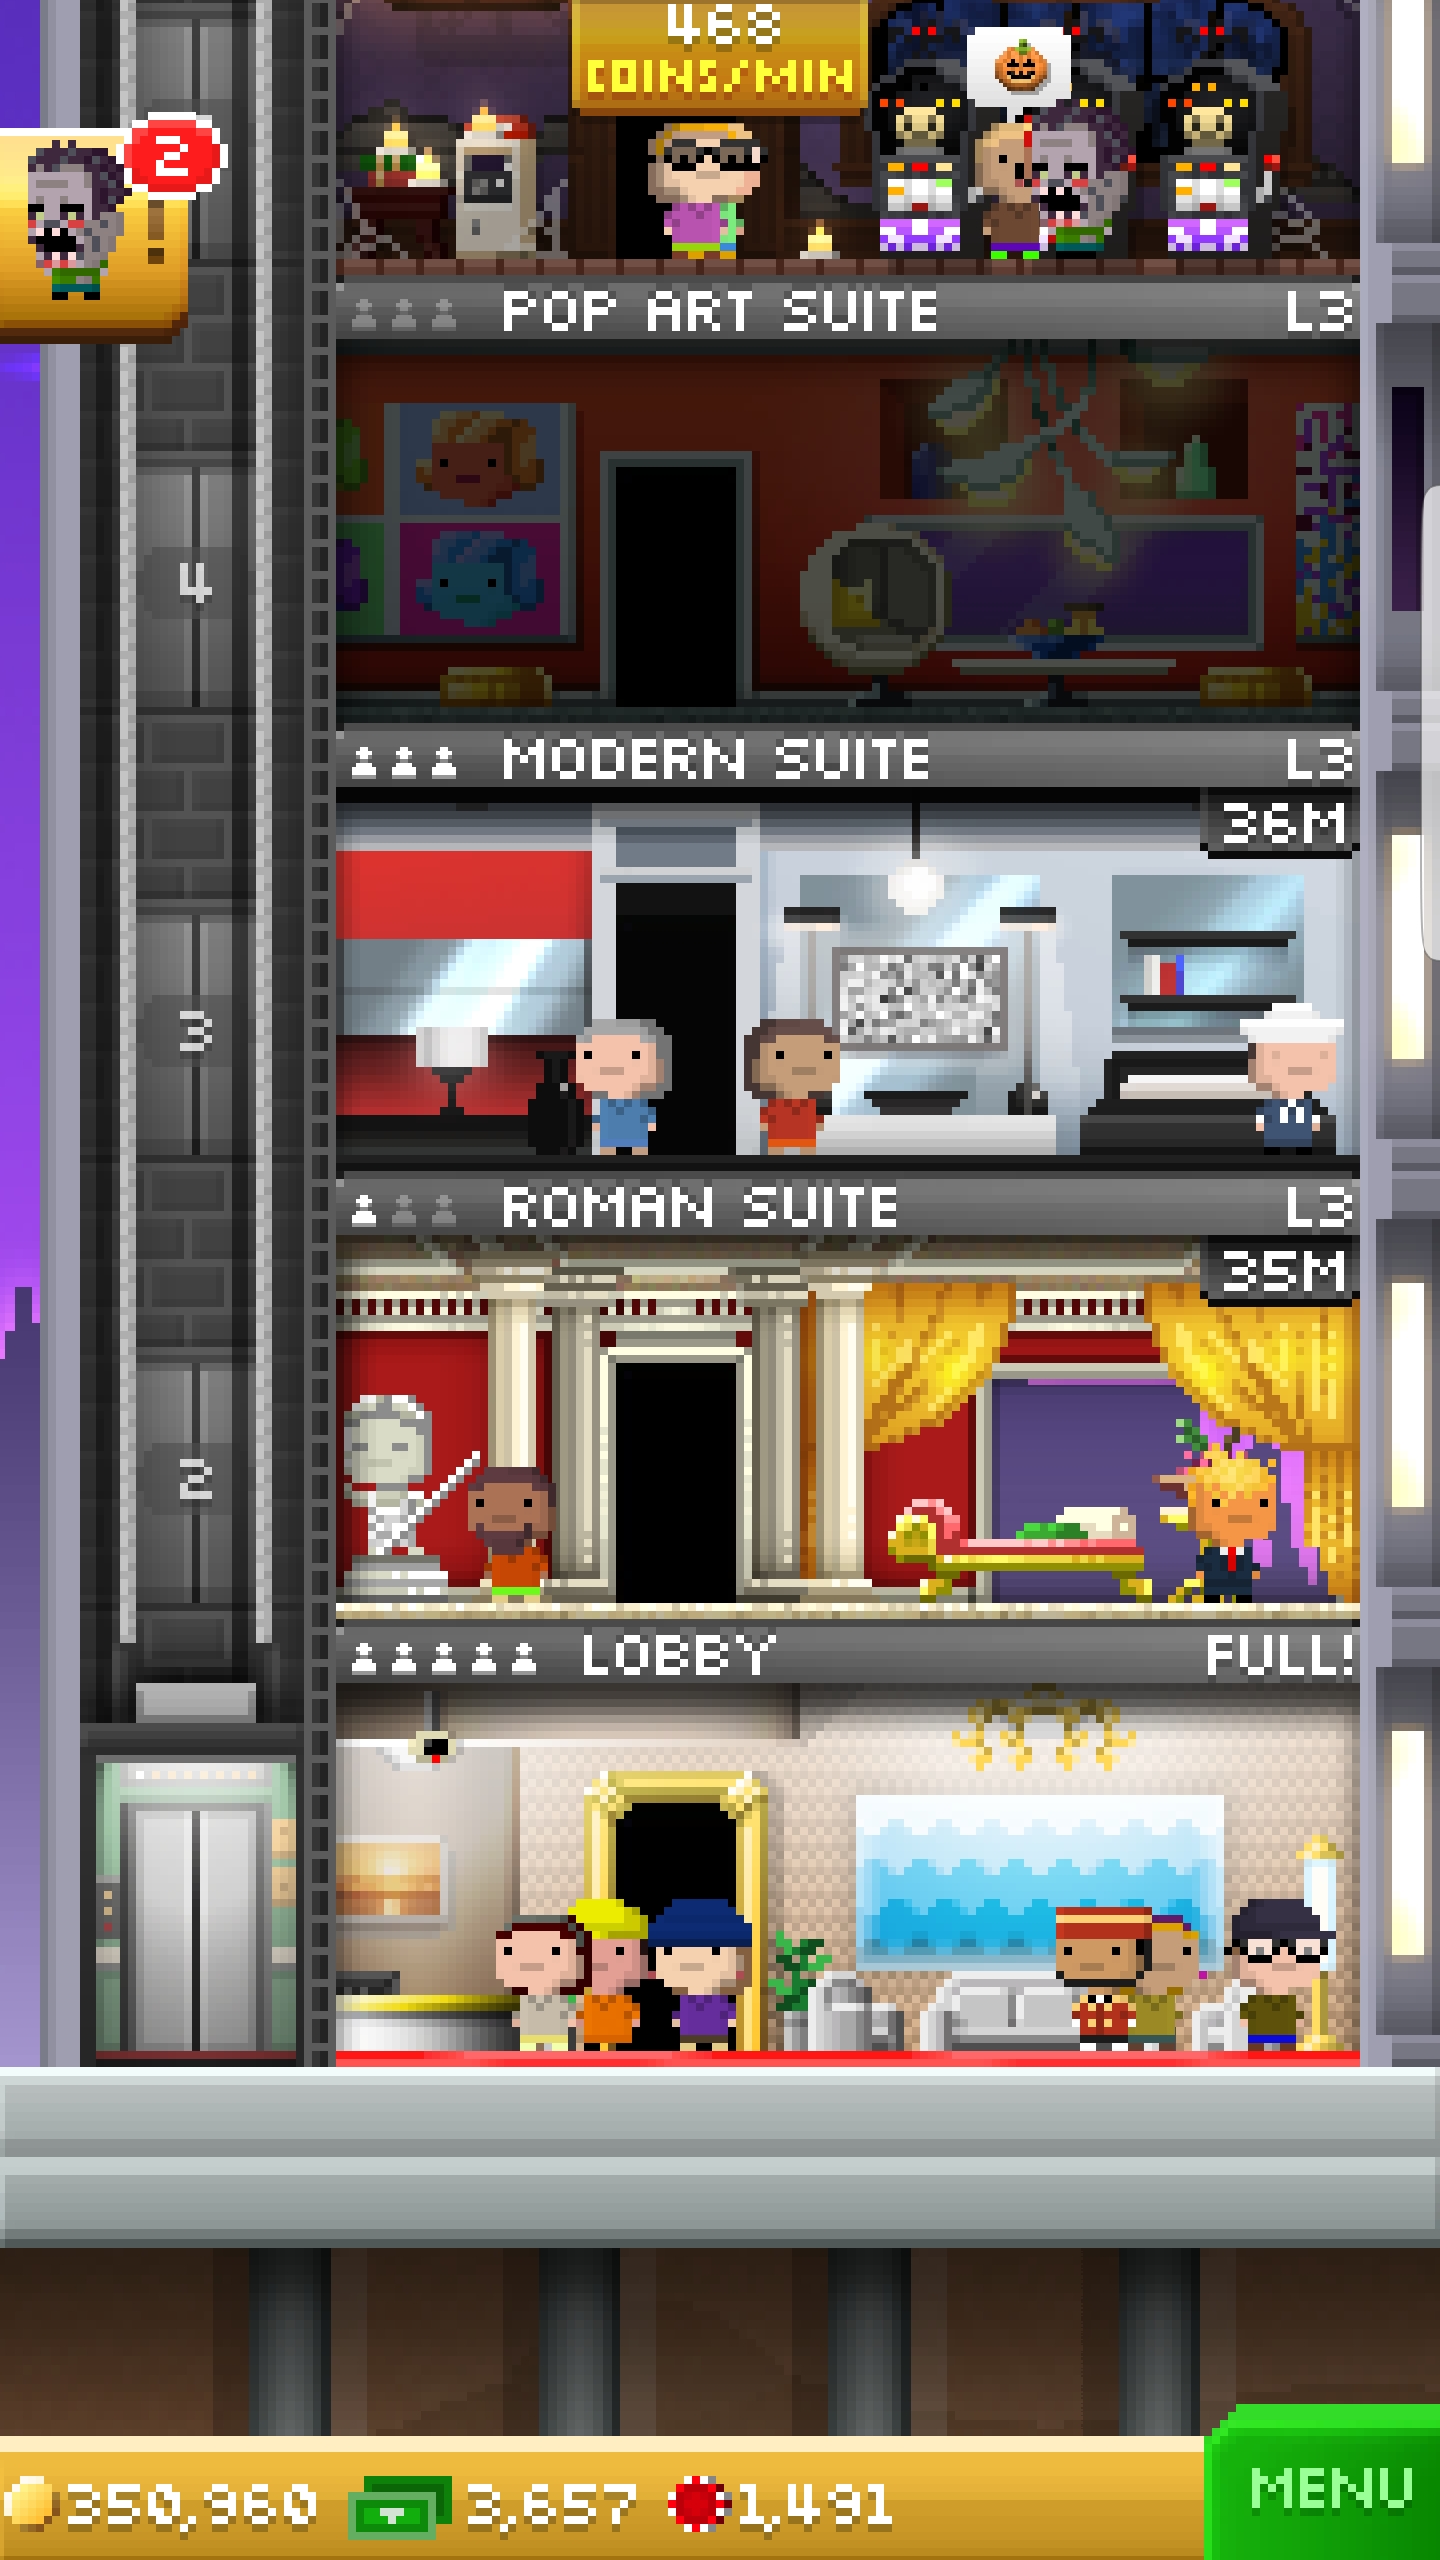 468
COINS/MIN
2
!
POP ART SUITE L3
4
MODERN SUITE L3
36M
3
ROMAN SUITE L3
35M
2
LOBBY FULL!
350,960 3,657 1,491
MENU